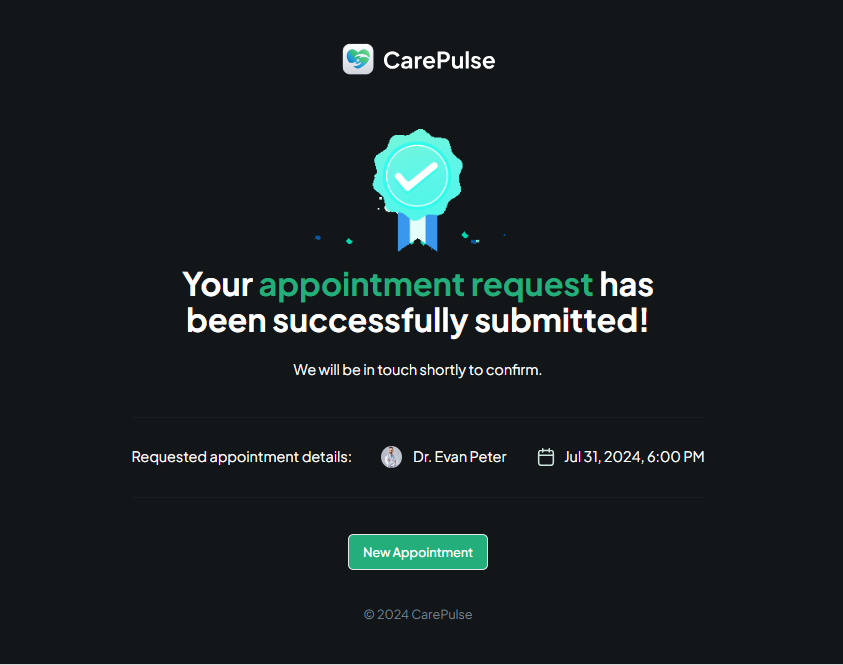 CarePulse
Your appointment request has
been successfully submitted!
We will be in touch shortly to confirm.
Requested appointment details: Dr. Evan Peter Jul 31, 2024, 6:00 PM
New Appointment
© 2024 CarePulse